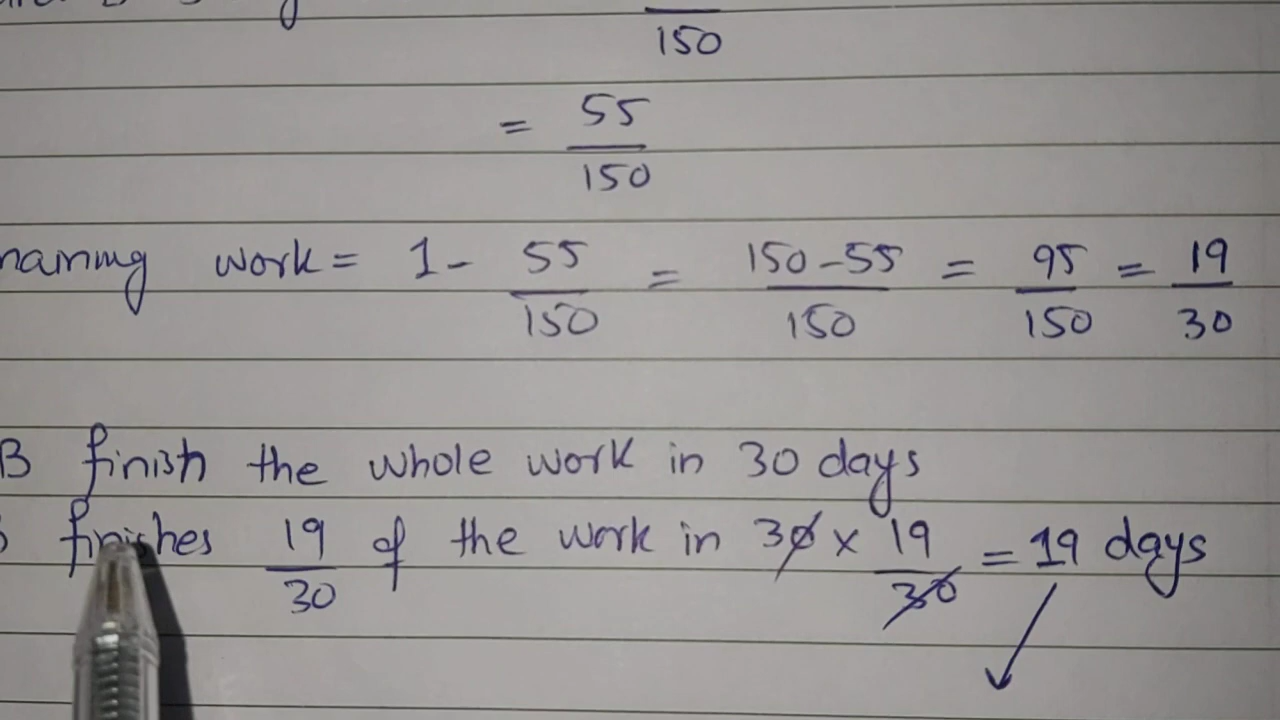 150
= 55/150
work = 1 - 55/150 = 150-55/150 = 95/150 = 19/30
B finish the whole work in 30 days
finishes 19/30 of the work in 30 x 19/30 = 19 days